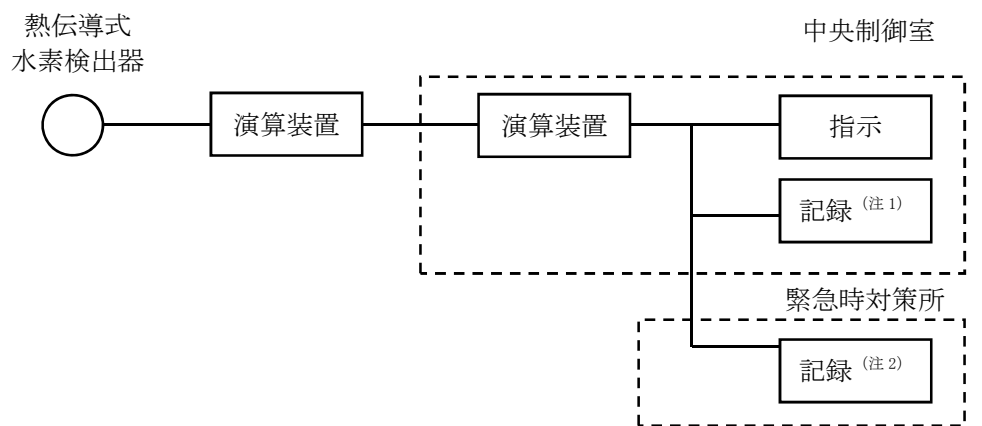 熱伝導式
水素検出器
中央制御室
演算装置
演算装置
指示
記録(注1)
緊急時対策所
記録(注2)